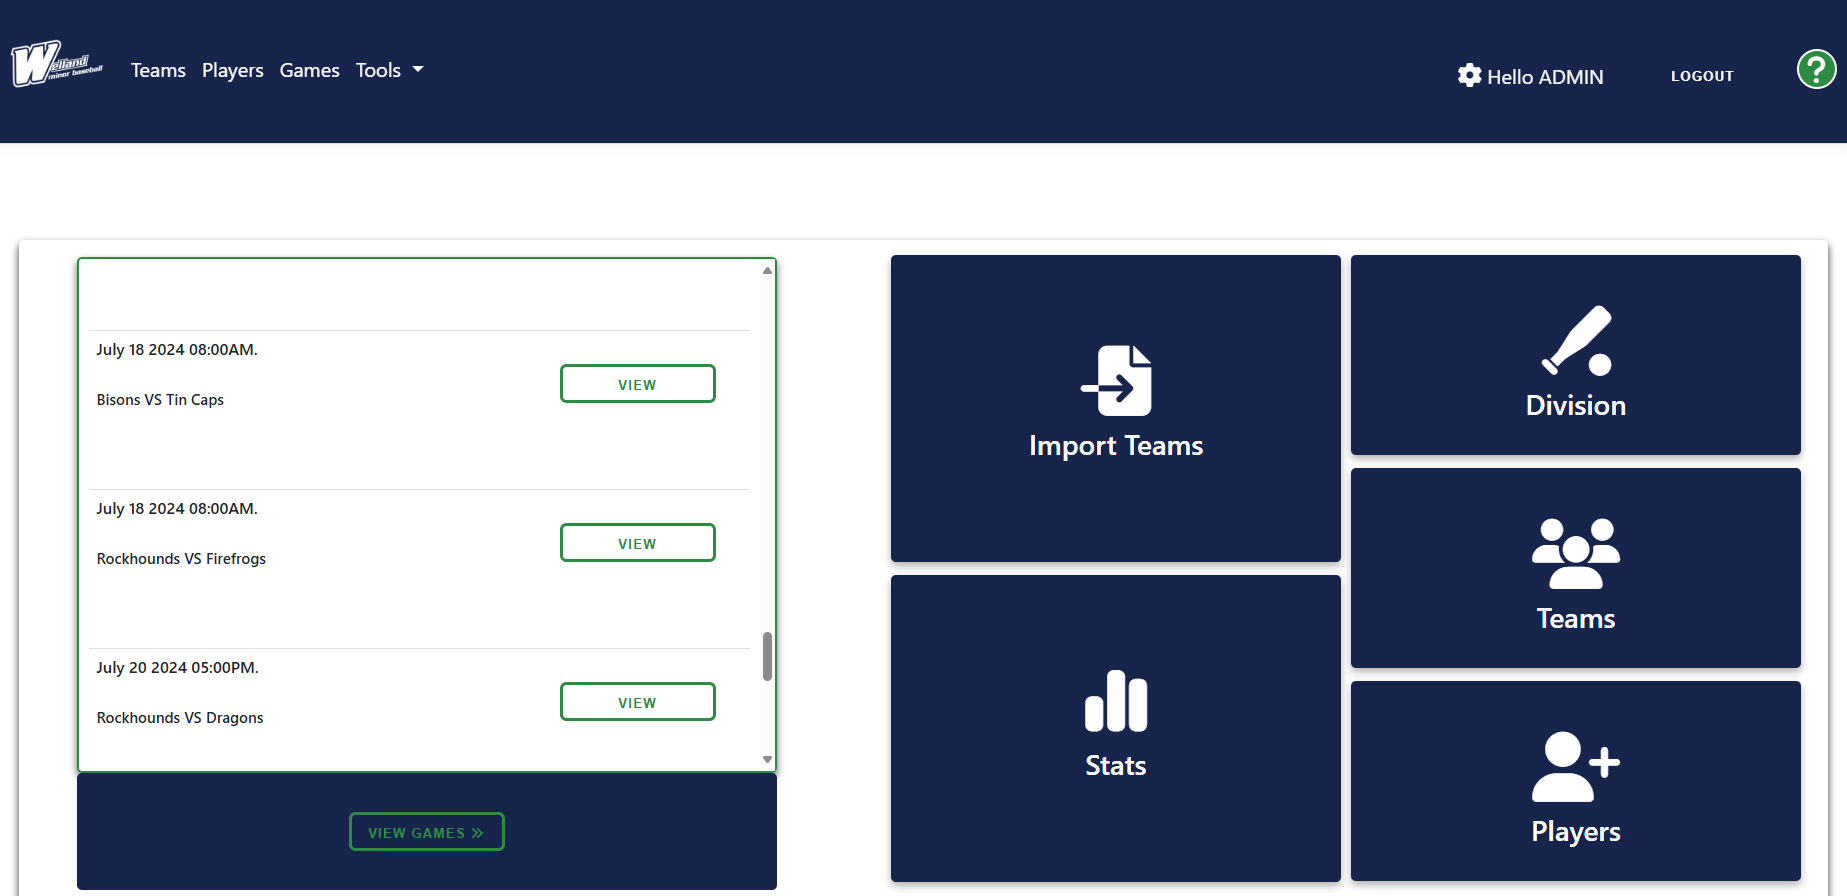 Welland
minor baseball
Teams
Players
Games
Tools
Hello ADMIN
LOGOUT
?
July 18 2024 08:00AM.
VIEW
Bisons VS Tin Caps
July 18 2024 08:00AM.
VIEW
Rockhounds VS Firefrogs
July 20 2024 05:00PM.
VIEW
Rockhounds VS Dragons
VIEW GAMES »
Import Teams
Stats
Division
Teams
Players